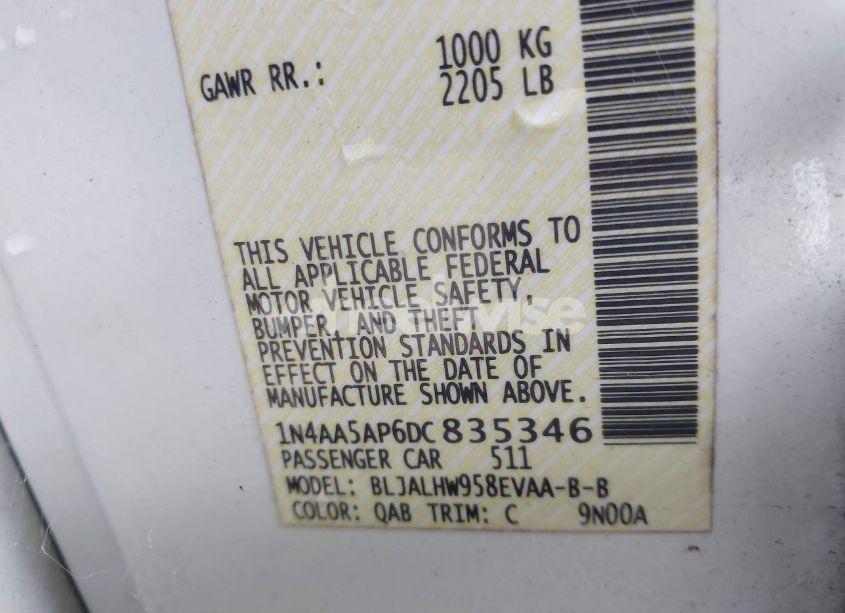 GAWR RR.: 1000 KG
2205 LB
THIS VEHICLE CONFORMS TO
ALL APPLICABLE FEDERAL
MOTOR VEHICLE SAFETY,
BUMPER, AND THEFT
PREVENTION STANDARDS IN
EFFECT ON THE DATE OF
MANUFACTURE SHOWN ABOVE.
1N4AA5AP6DC835346
PASSENGER CAR 511
MODEL: BLJALHW958EVAA-B-B
COLOR: QAB TRIM: C 9N00A